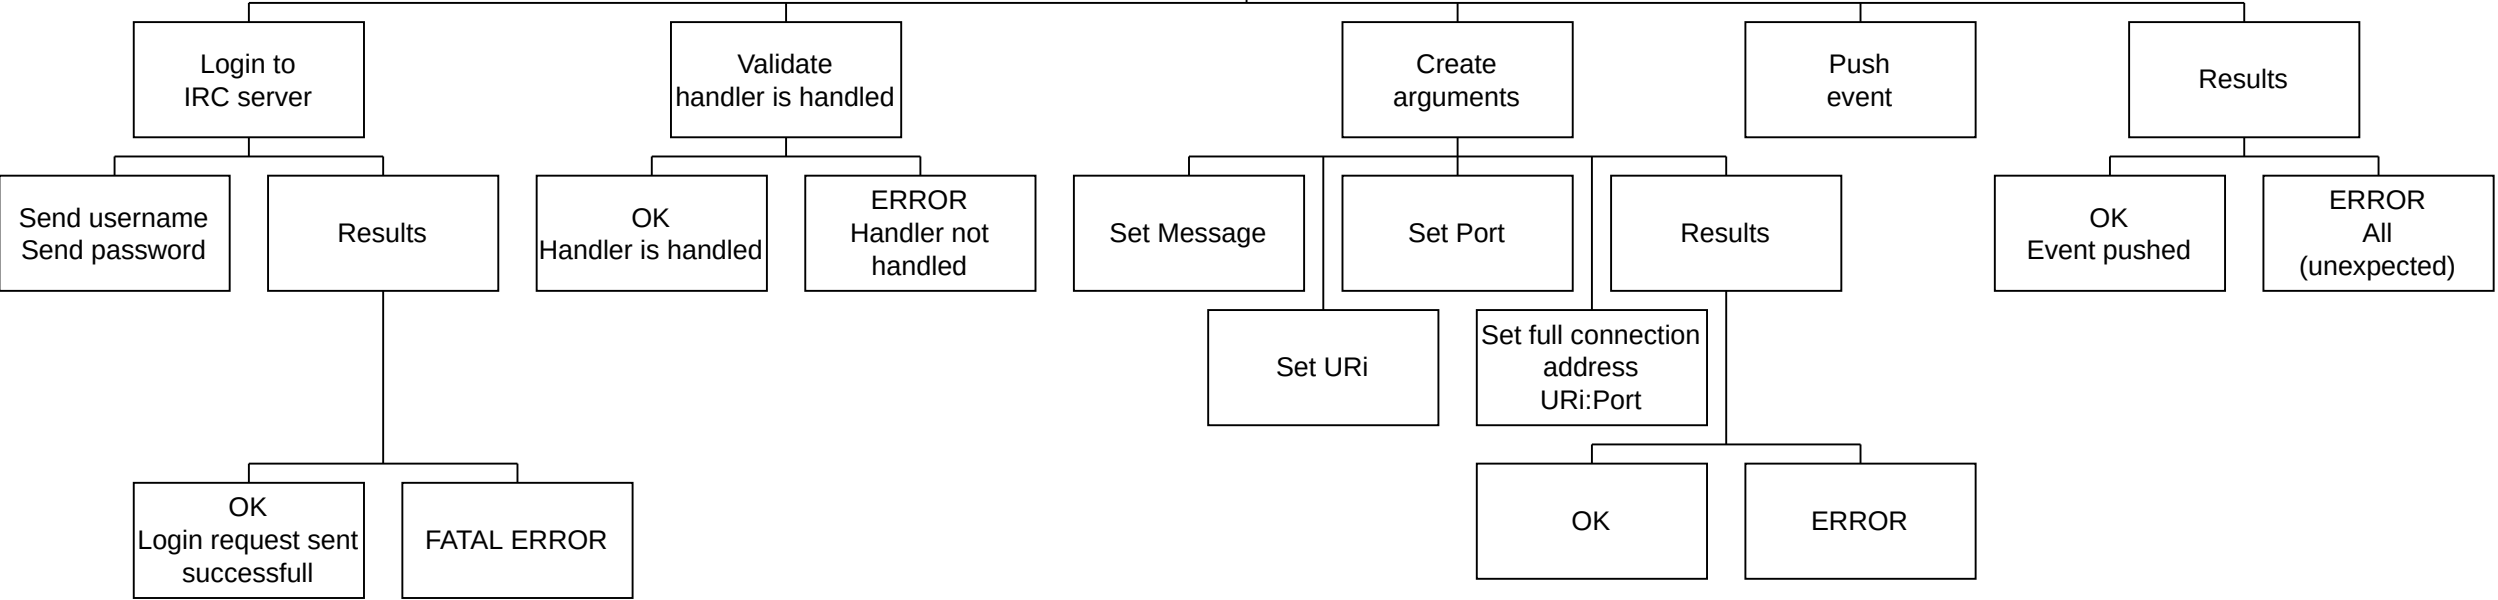 Login to
IRC server
Validate
handler is handled
Create
arguments
Push
event
Results
Send username
Send password
Results
OK
Handler is handled
ERROR
Handler not
handled
Set Message
Set Port
Results
OK
Event pushed
ERROR
All
(unexpected)
Set URi
Set full connection
address
URi:Port
OK
Login request sent
successfull
FATAL ERROR
OK
ERROR